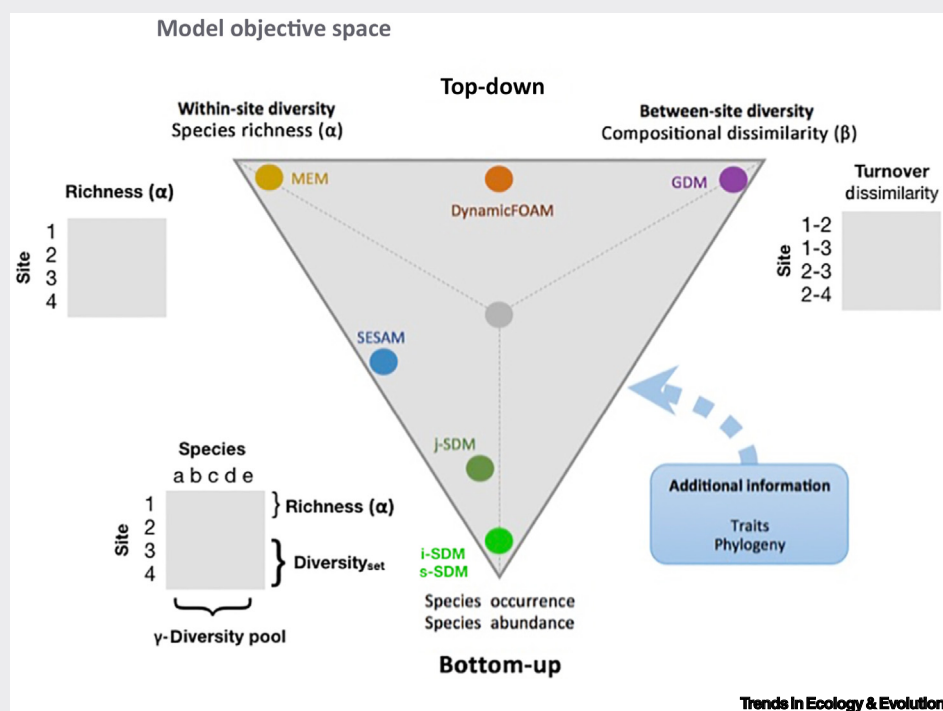 Model objective space
Top-down
Within-site diversity
Species richness (α)
Between-site diversity
Compositional dissimilarity (β)
MEM
DynamicFOAM
GDM
Richness (α)
Site
1
2
3
4
Turnover
dissimilarity
Site
1-2
1-3
2-3
2-4
SESAM
j-SDM
i-SDM
s-SDM
Species
a b c d e
Site
1
2
3
4
Richness (α)
Diversityset
γ-Diversity pool
Additional information
Traits
Phylogeny
Species occurrence
Species abundance
Bottom-up
Trends in Ecology & Evolution